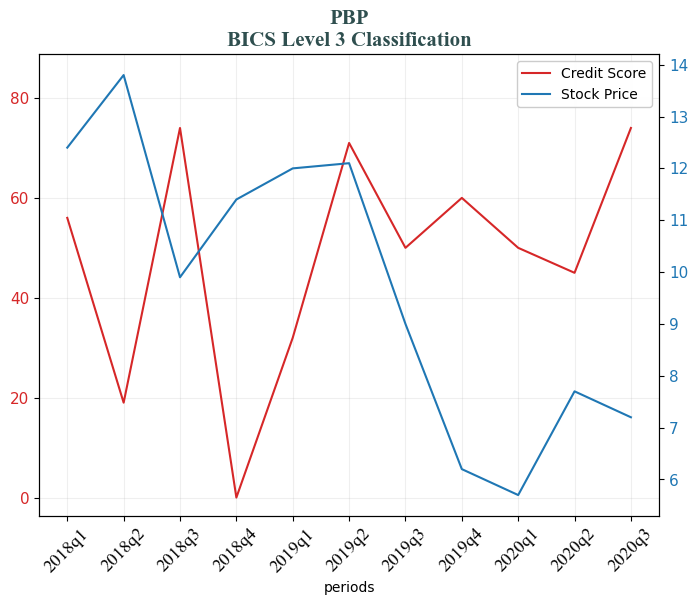 PBP
BICS Level 3 Classification
Credit Score
Stock Price
80
60
40
20
0
14
13
12
11
10
9
8
7
6
2018q1
2018q2
2018q3
2018q4
2019q1
2019q2
2019q3
2019q4
2020q1
2020q2
2020q3
periods